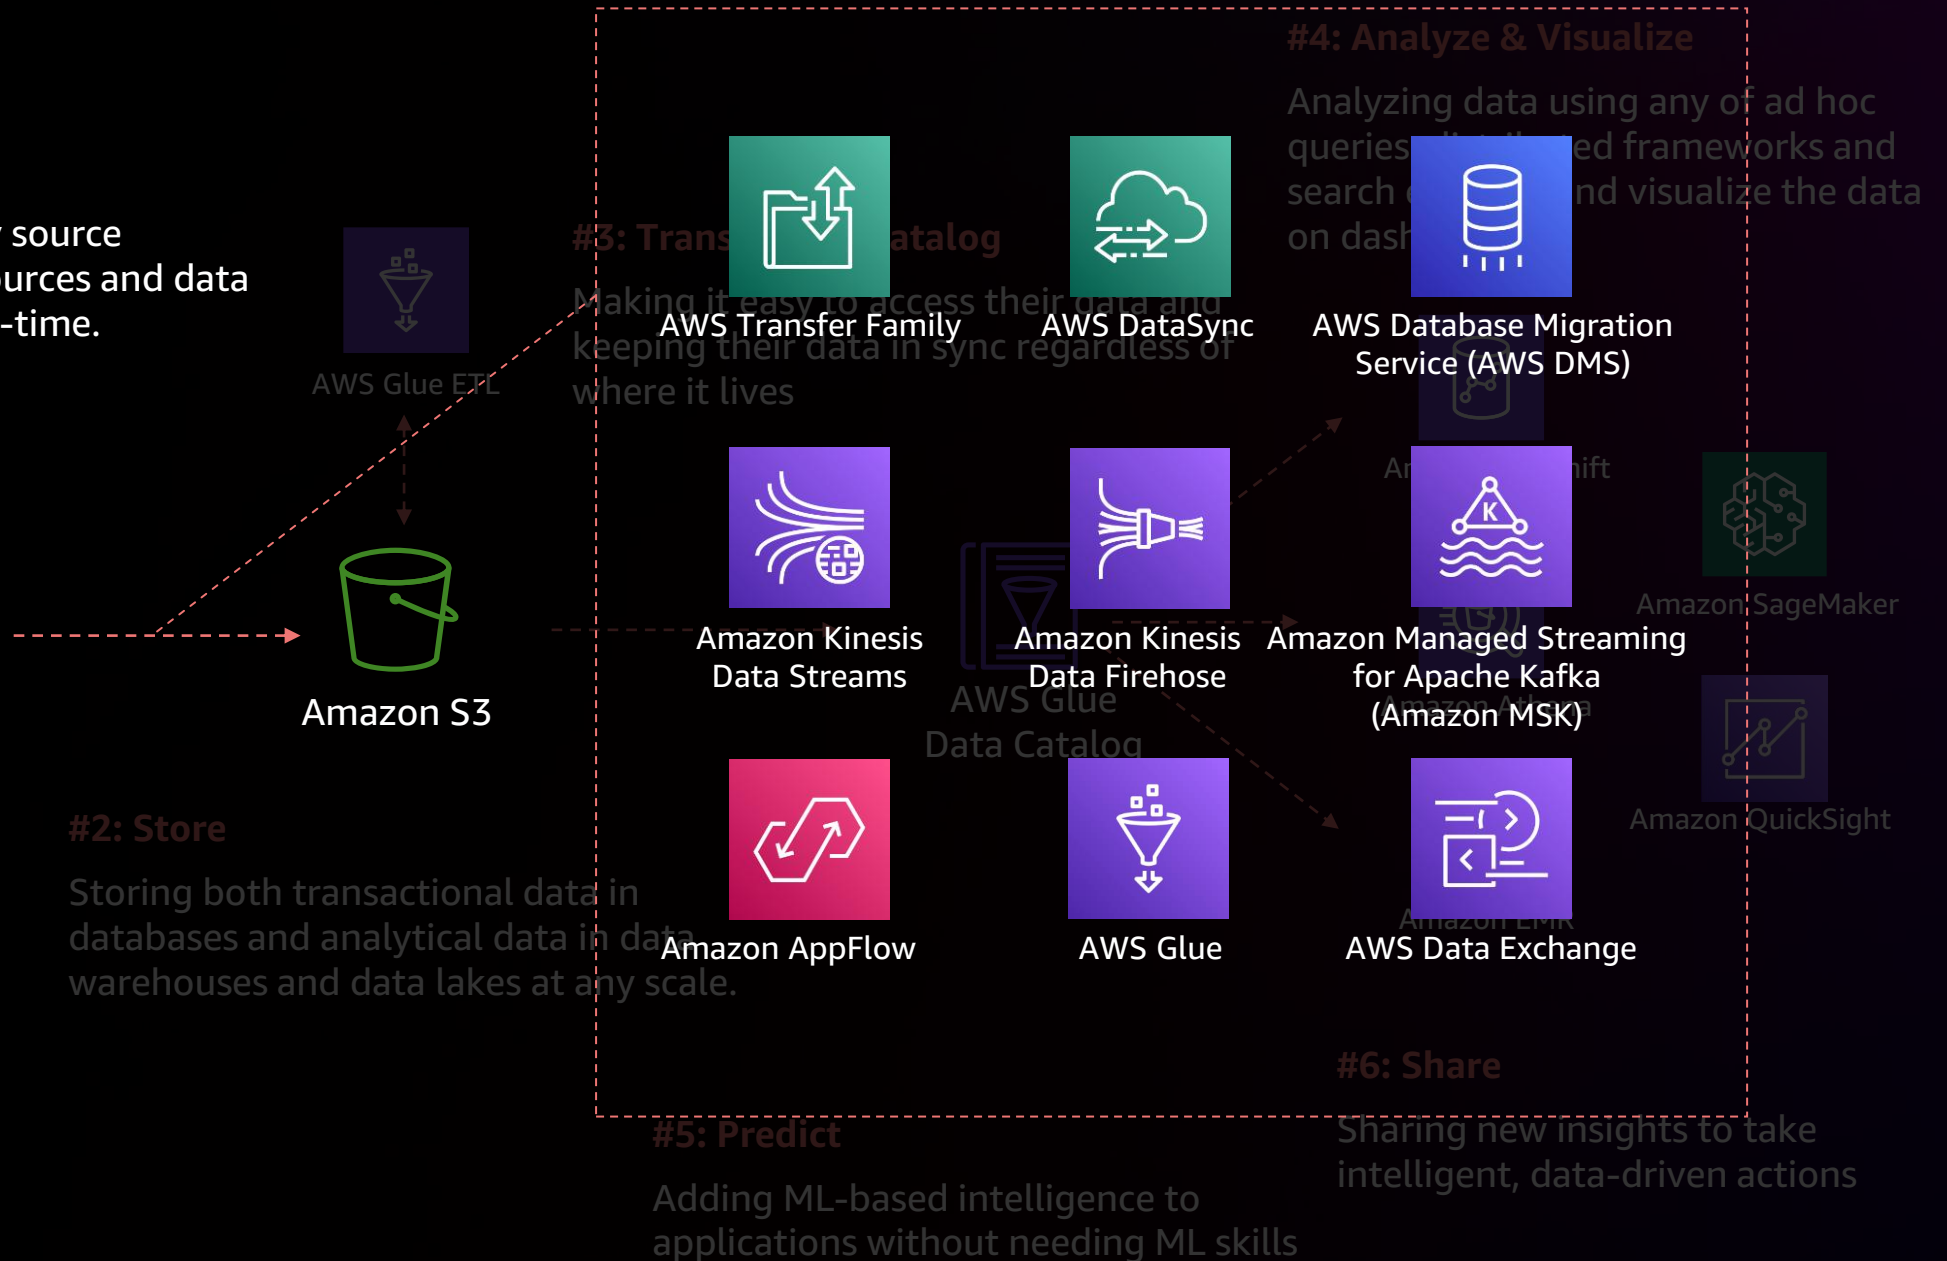 y source
urces and data
-time.
AWS Glue ETL
Amazon S3
#2: Store
Storing both transactional data in
databases and analytical data in data
warehouses and data lakes at any scale.
#3: Trans atalog
Making it easy to access their data and
keeping their data in sync regardless of
where it lives
#4: Analyze & Visualize
Analyzing data using any of ad hoc
queries ed frameworks and
search nd visualize the data
on dash
AWS Transfer Family
AWS DataSync
AWS Database Migration
Service (AWS DMS)
Amazon Kinesis
Data Streams
Amazon Kinesis
Data Firehose
K
Amazon Managed Streaming
for Apache Kafka
(Amazon MSK)
Amazon AppFlow
AWS Glue
AWS Data Exchange
AWS Glue
Data Catalog
hift
Amazon Athena
Amazon EMR
Amazon SageMaker
Amazon QuickSight
#5: Predict
Adding ML-based intelligence to
applications without needing ML skills
#6: Share
Sharing new insights to take
intelligent, data-driven actions